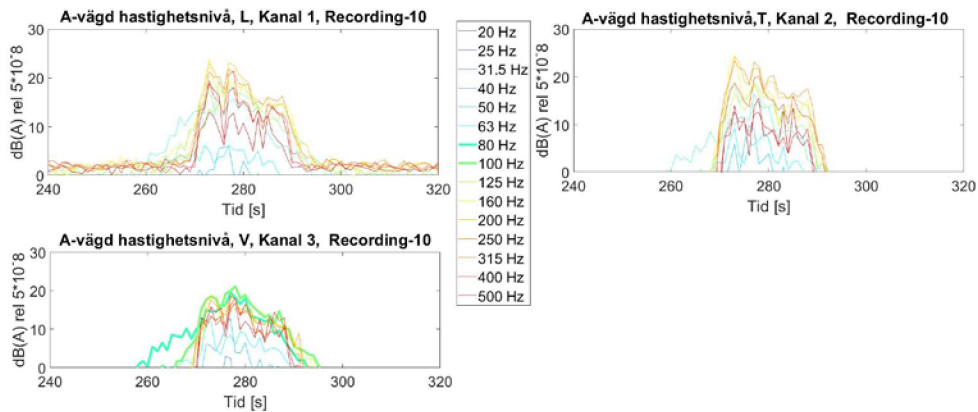 A-vägd hastighetsnivå, L, Kanal 1, Recording-10
dB(A) rel 5*10^-8
30
20
10
0
240
260
280
300
320
Tid [s]
20 Hz
25 Hz
31.5 Hz
40 Hz
50 Hz
63 Hz
80 Hz
100 Hz
125 Hz
160 Hz
200 Hz
250 Hz
315 Hz
400 Hz
500 Hz
A-vägd hastighetsnivå,T, Kanal 2, Recording-10
dB(A) rel 5*10^-8
30
20
10
0
240
260
280
300
320
Tid [s]
A-vägd hastighetsnivå, V, Kanal 3, Recording-10
dB(A) rel 5*10^-8
30
20
10
0
240
260
280
300
320
Tid [s]